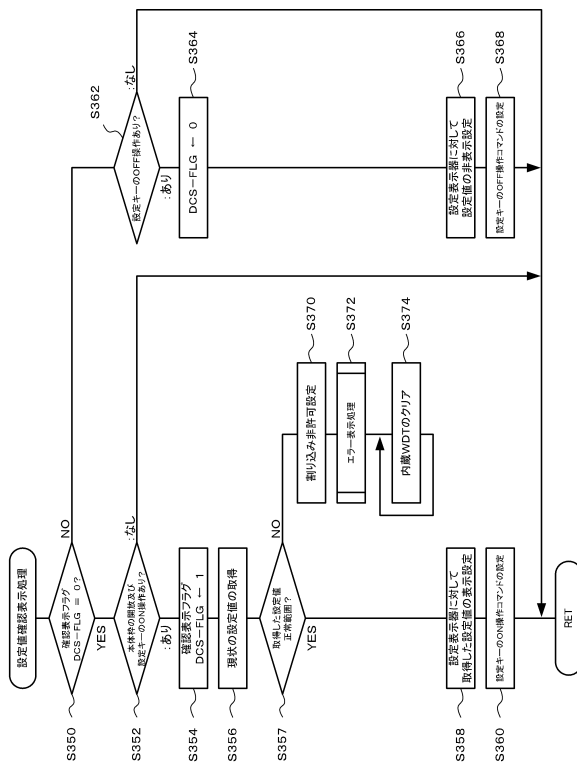 設定値確認表示処理
S350
確認表示フラグ
DCS-FLG = 0?
NO
YES
S352
本体枠の開放及び
設定キーのON操作あり?
:なし
:あり
S354
確認表示フラグ
DCS-FLG ← 1
S356
現状の設定値の取得
S357
取得した設定値
正常範囲?
NO
YES
S358
設定表示器に対して
取得した設定値の表示設定
S360
設定キーのON操作コマンドの設定
RET
S370
割り込み非許可設定
S372
エラー表示処理
S374
内蔵WDTのクリア
S362
設定キーのOFF操作あり?
:なし
:あり
S364
DCS-FLG ← 0
S366
設定表示器に対して
設定値の非表示設定
S368
設定キーのOFF操作コマンドの設定